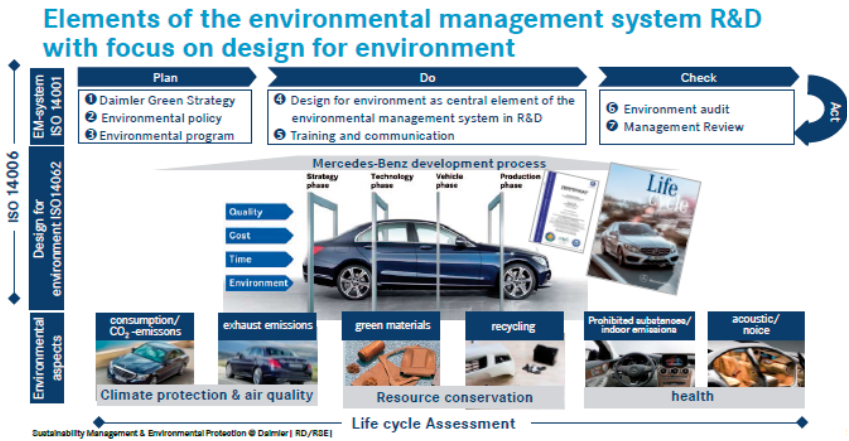 Elements of the environmental management system R&D
with focus on design for environment
Plan
Do
Check
Act
ISO 14006
EM-system
ISO 14001
❶ Daimler Green Strategy
❷ Environmental policy
❸ Environmental program
❹ Design for environment as central element of the
environmental management system in R&D
❺ Training and communication
❻ Environment audit
❼ Management Review
Design for
environment ISO14062
Mercedes-Benz development process
Strategy
phase
Technology
phase
Vehicle
phase
Production
phase
Quality
Cost
Time
Environment
Life
cycle
Environmental
aspects
consumption/
CO₂-emissons
exhaust emissions
green materials
recycling
Prohibited substances/
indoor emissions
acoustic/
noice
Climate protection & air quality
Resource conservation
health
Life cycle Assessment
Sustainability Management & Environmental Protection @ Daimler | RD/RSE |